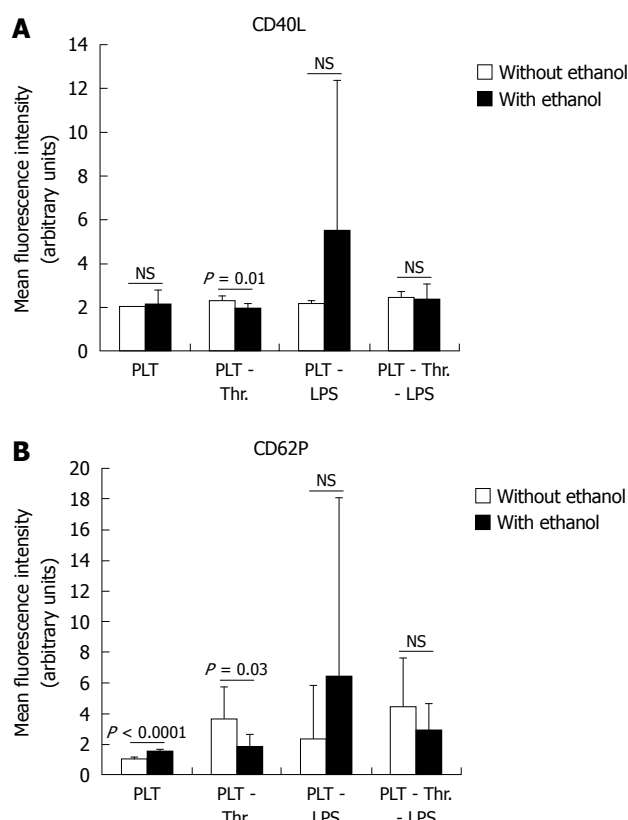 A
CD40L
Mean fluorescence intensity
(arbitrary units)
14
12
10
8
6
4
2
0
NS
P = 0.01
NS
NS
PLT
PLT -
Thr.
PLT -
LPS
PLT - Thr.
- LPS
Without ethanol
With ethanol
B
CD62P
Mean fluorescence intensity
(arbitrary units)
20
18
16
14
12
10
8
6
4
2
0
P < 0.0001
P = 0.03
NS
NS
PLT
PLT -
Thr.
PLT -
LPS
PLT - Thr.
- LPS
Without ethanol
With ethanol